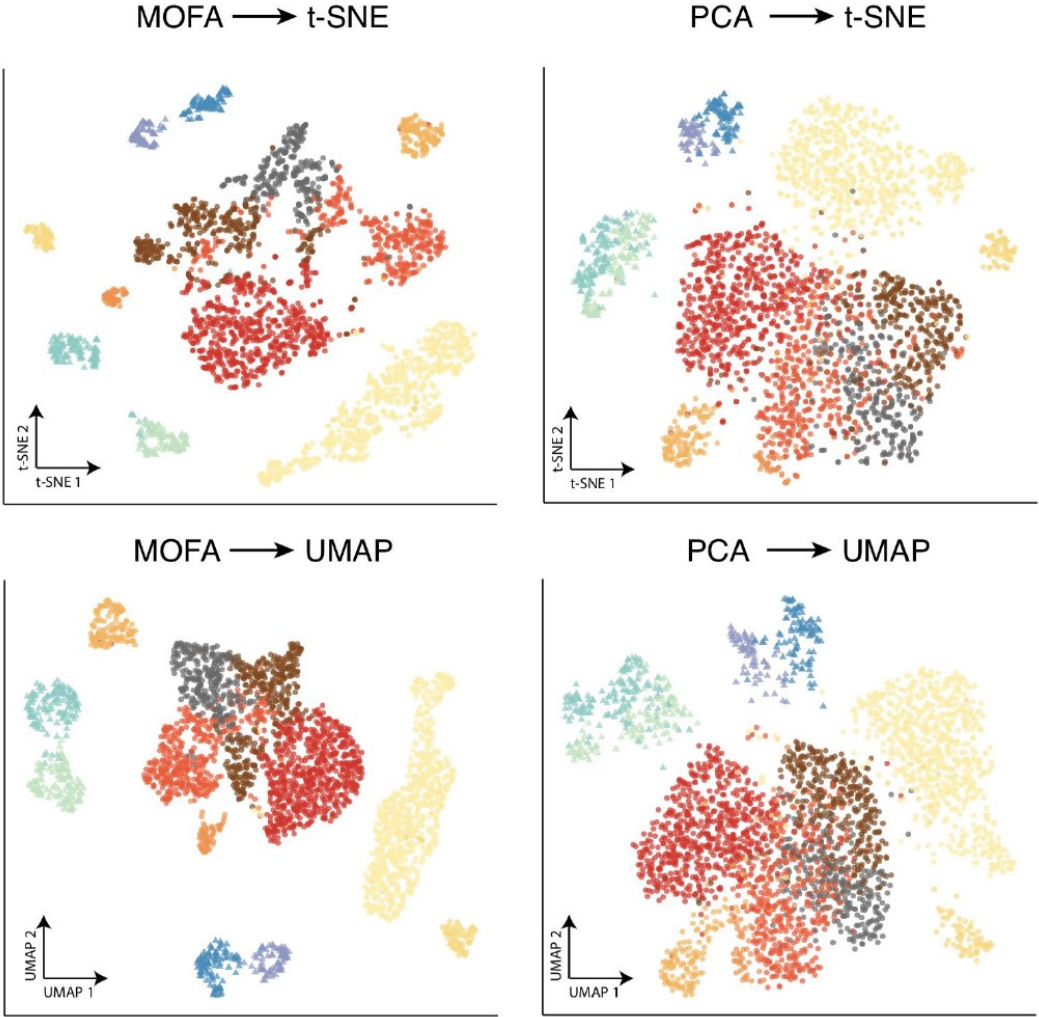 MOFA → t-SNE
PCA → t-SNE
t-SNE 2
t-SNE 1
t-SNE 2
t-SNE 1
MOFA → UMAP
PCA → UMAP
UMAP 2
UMAP 1
UMAP 2
UMAP 1